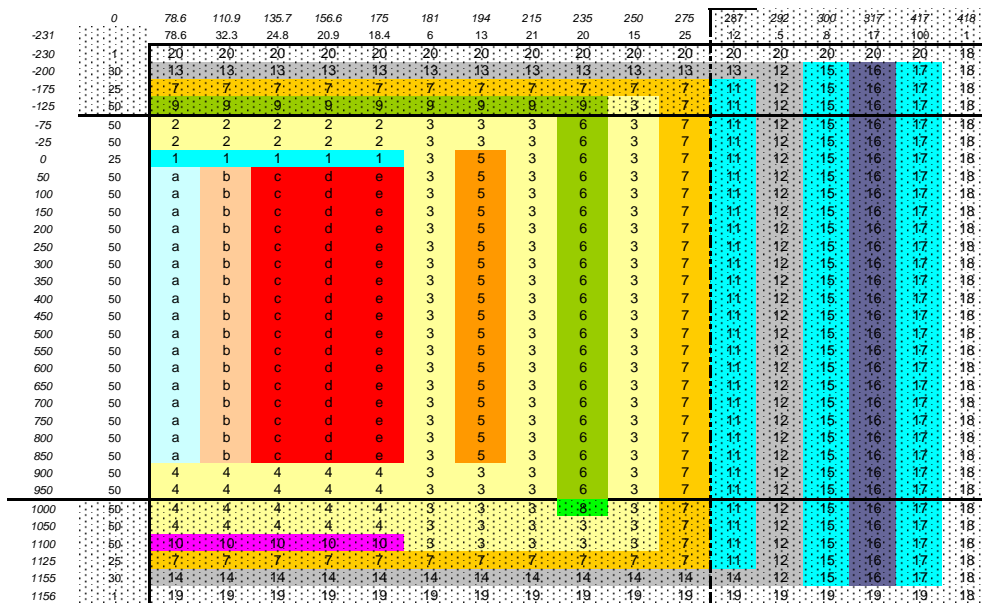 0 78.6 110.9 135.7 156.6 175 181 194 215 235 250 275 287 292 300 317 417 418
-231 78.6 32.3 24.8 20.9 18.4 6 13 21 20 15 25 12 5 8 17 100 1
-230 1 20 20 20 20 20 20 20 20 20 20 20 20 20 20 20 20 18
-200 30 13 13 13 13 13 13 13 13 13 13 13 13 12 15 16 17 18
-175 25 7 7 7 7 7 7 7 7 7 7 7 11 12 15 16 17 18
-125 50 9 9 9 9 9 9 9 9 9 3 7 11 12 15 16 17 18
-75 50 2 2 2 2 2 3 3 3 6 3 7 11 12 15 16 17 18
-25 50 2 2 2 2 2 3 3 3 6 3 7 11 12 15 16 17 18
0 25 1 1 1 1 1 3 5 3 6 3 7 11 12 15 16 17 18
50 50 a b c d e 3 5 3 6 3 7 11 12 15 16 17 18
100 50 a b c d e 3 5 3 6 3 7 11 12 15 16 17 18
150 50 a b c d e 3 5 3 6 3 7 11 12 15 16 17 18
200 50 a b c d e 3 5 3 6 3 7 11 12 15 16 17 18
250 50 a b c d e 3 5 3 6 3 7 11 12 15 16 17 18
300 50 a b c d e 3 5 3 6 3 7 11 12 15 16 17 18
350 50 a b c d e 3 5 3 6 3 7 11 12 15 16 17 18
400 50 a b c d e 3 5 3 6 3 7 11 12 15 16 17 18
450 50 a b c d e 3 5 3 6 3 7 11 12 15 16 17 18
500 50 a b c d e 3 5 3 6 3 7 11 12 15 16 17 18
550 50 a b c d e 3 5 3 6 3 7 11 12 15 16 17 18
600 50 a b c d e 3 5 3 6 3 7 11 12 15 16 17 18
650 50 a b c d e 3 5 3 6 3 7 11 12 15 16 17 18
700 50 a b c d e 3 5 3 6 3 7 11 12 15 16 17 18
750 50 a b c d e 3 5 3 6 3 7 11 12 15 16 17 18
800 50 a b c d e 3 5 3 6 3 7 11 12 15 16 17 18
850 50 a b c d e 3 5 3 6 3 7 11 12 15 16 17 18
900 50 4 4 4 4 4 3 3 3 6 3 7 11 12 15 16 17 18
950 50 4 4 4 4 4 3 3 3 6 3 7 11 12 15 16 17 18
1000 50 4 4 4 4 4 3 3 3 8 3 7 11 12 15 16 17 18
1050 50 4 4 4 4 4 3 3 3 3 3 7 11 12 15 16 17 18
1100 50 10 10 10 10 10 3 3 3 3 3 7 11 12 15 16 17 18
1125 25 7 7 7 7 7 7 7 7 7 7 7 11 12 15 16 17 18
1155 30 14 14 14 14 14 14 14 14 14 14 14 14 12 15 16 17 18
1156 1 19 19 19 19 19 19 19 19 19 19 19 19 19 19 19 19 18